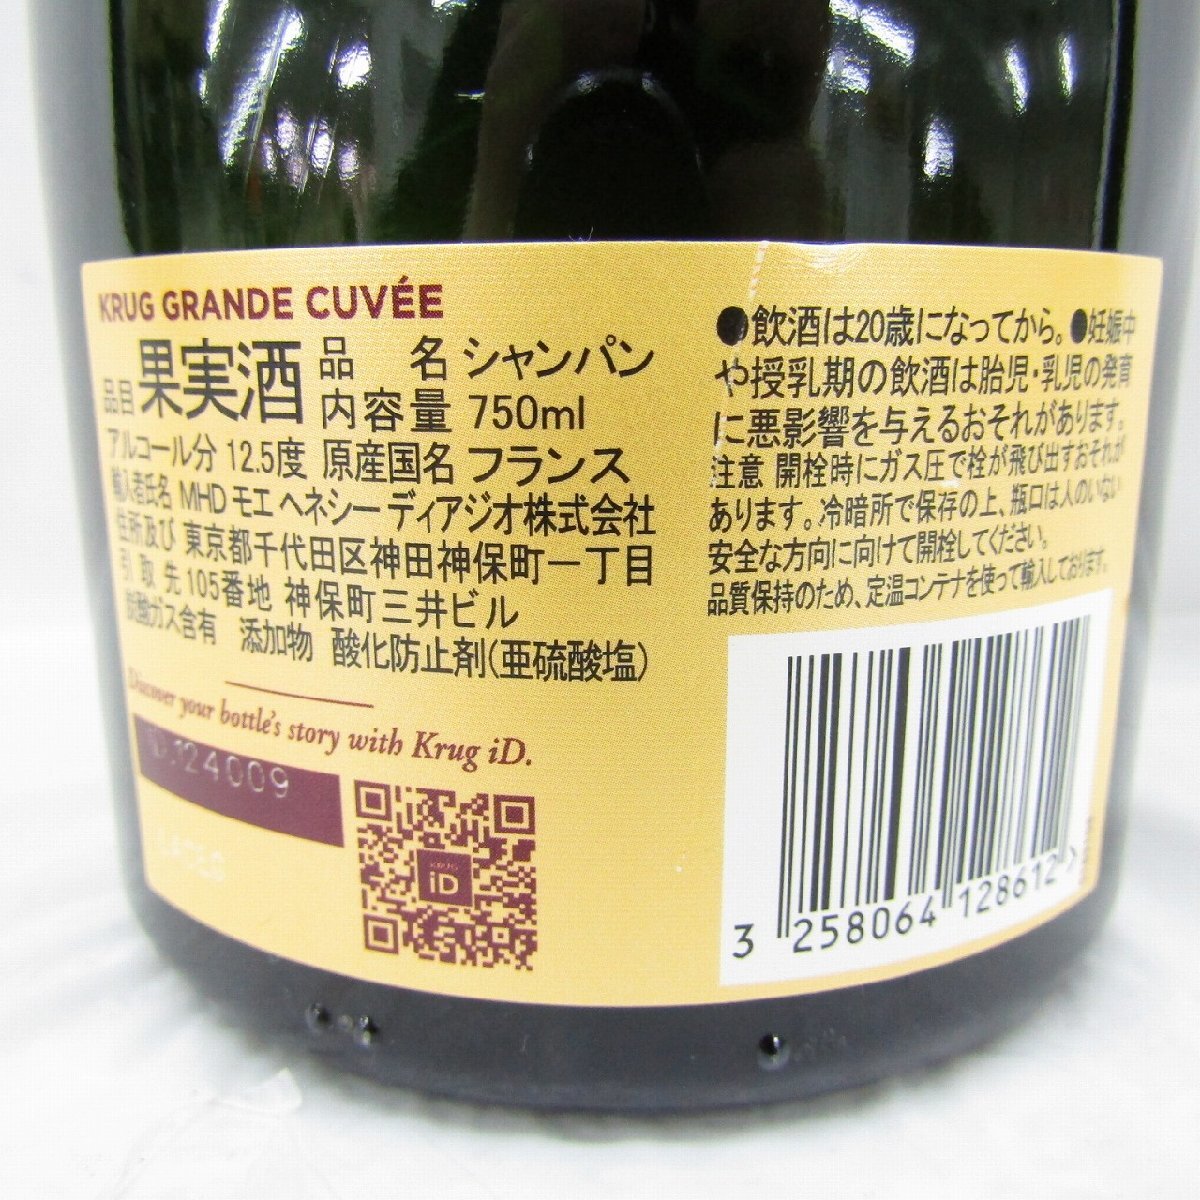 KRUG GRANDE CUVÉE
品目 果実酒 品 名 シャンパン
内容量 750ml
アルコール分 12.5度 原産国名 フランス
輸入者氏名 MHD モエ ヘネシー ディアジオ株式会社
住所及び 東京都千代田区神田神保町一丁目
引 取 先 105番地 神保町三井ビル
炭酸ガス含有 添加物 酸化防止剤(亜硫酸塩)
Discover your bottle's story with Krug iD.
iD.124009
KRUG
iD
●飲酒は20歳になってから。●妊娠中
や授乳期の飲酒は胎児・乳児の発育
に悪影響を与えるおそれがあります。
注意 開栓時にガス圧で栓が飛び出すおそれが
あります。冷暗所で保存の上、瓶口は人のいない
安全な方向に向けて開栓してください。
品質保持のため、定温コンテナを使って輸入しております。
3 258064 128612 >